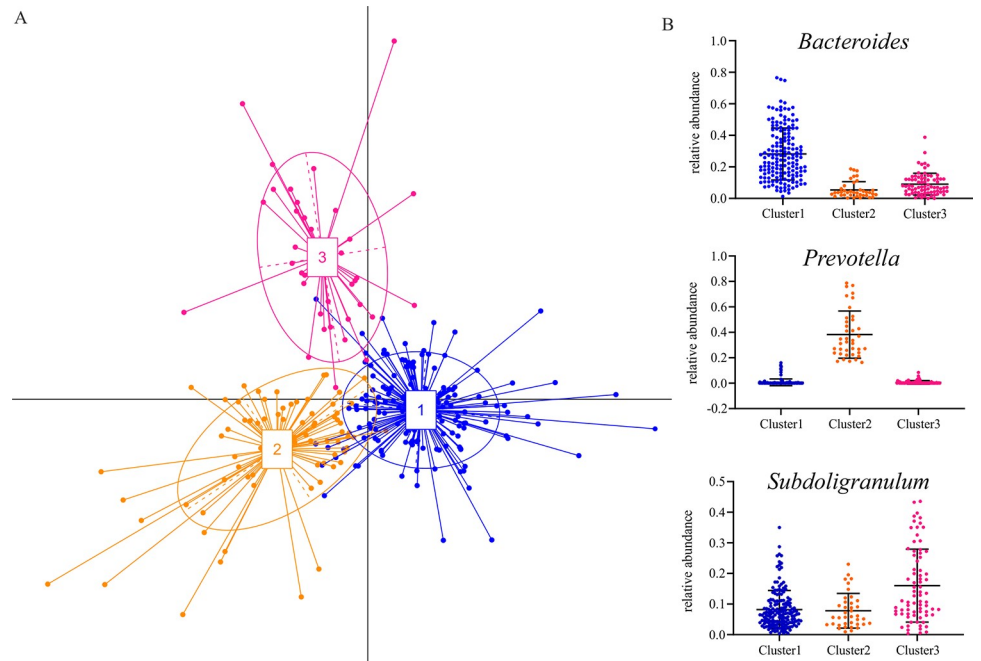 A
3
1
2
B
Bacteroides
relative abundance
1.0
0.8
0.6
0.4
0.2
0.0
Cluster1 Cluster2 Cluster3
Prevotella
relative abundance
1.0
0.8
0.6
0.4
0.2
0.0
-0.2
Cluster1 Cluster2 Cluster3
Subdoligranulum
relative abundance
0.5
0.4
0.3
0.2
0.1
0.0
Cluster1 Cluster2 Cluster3